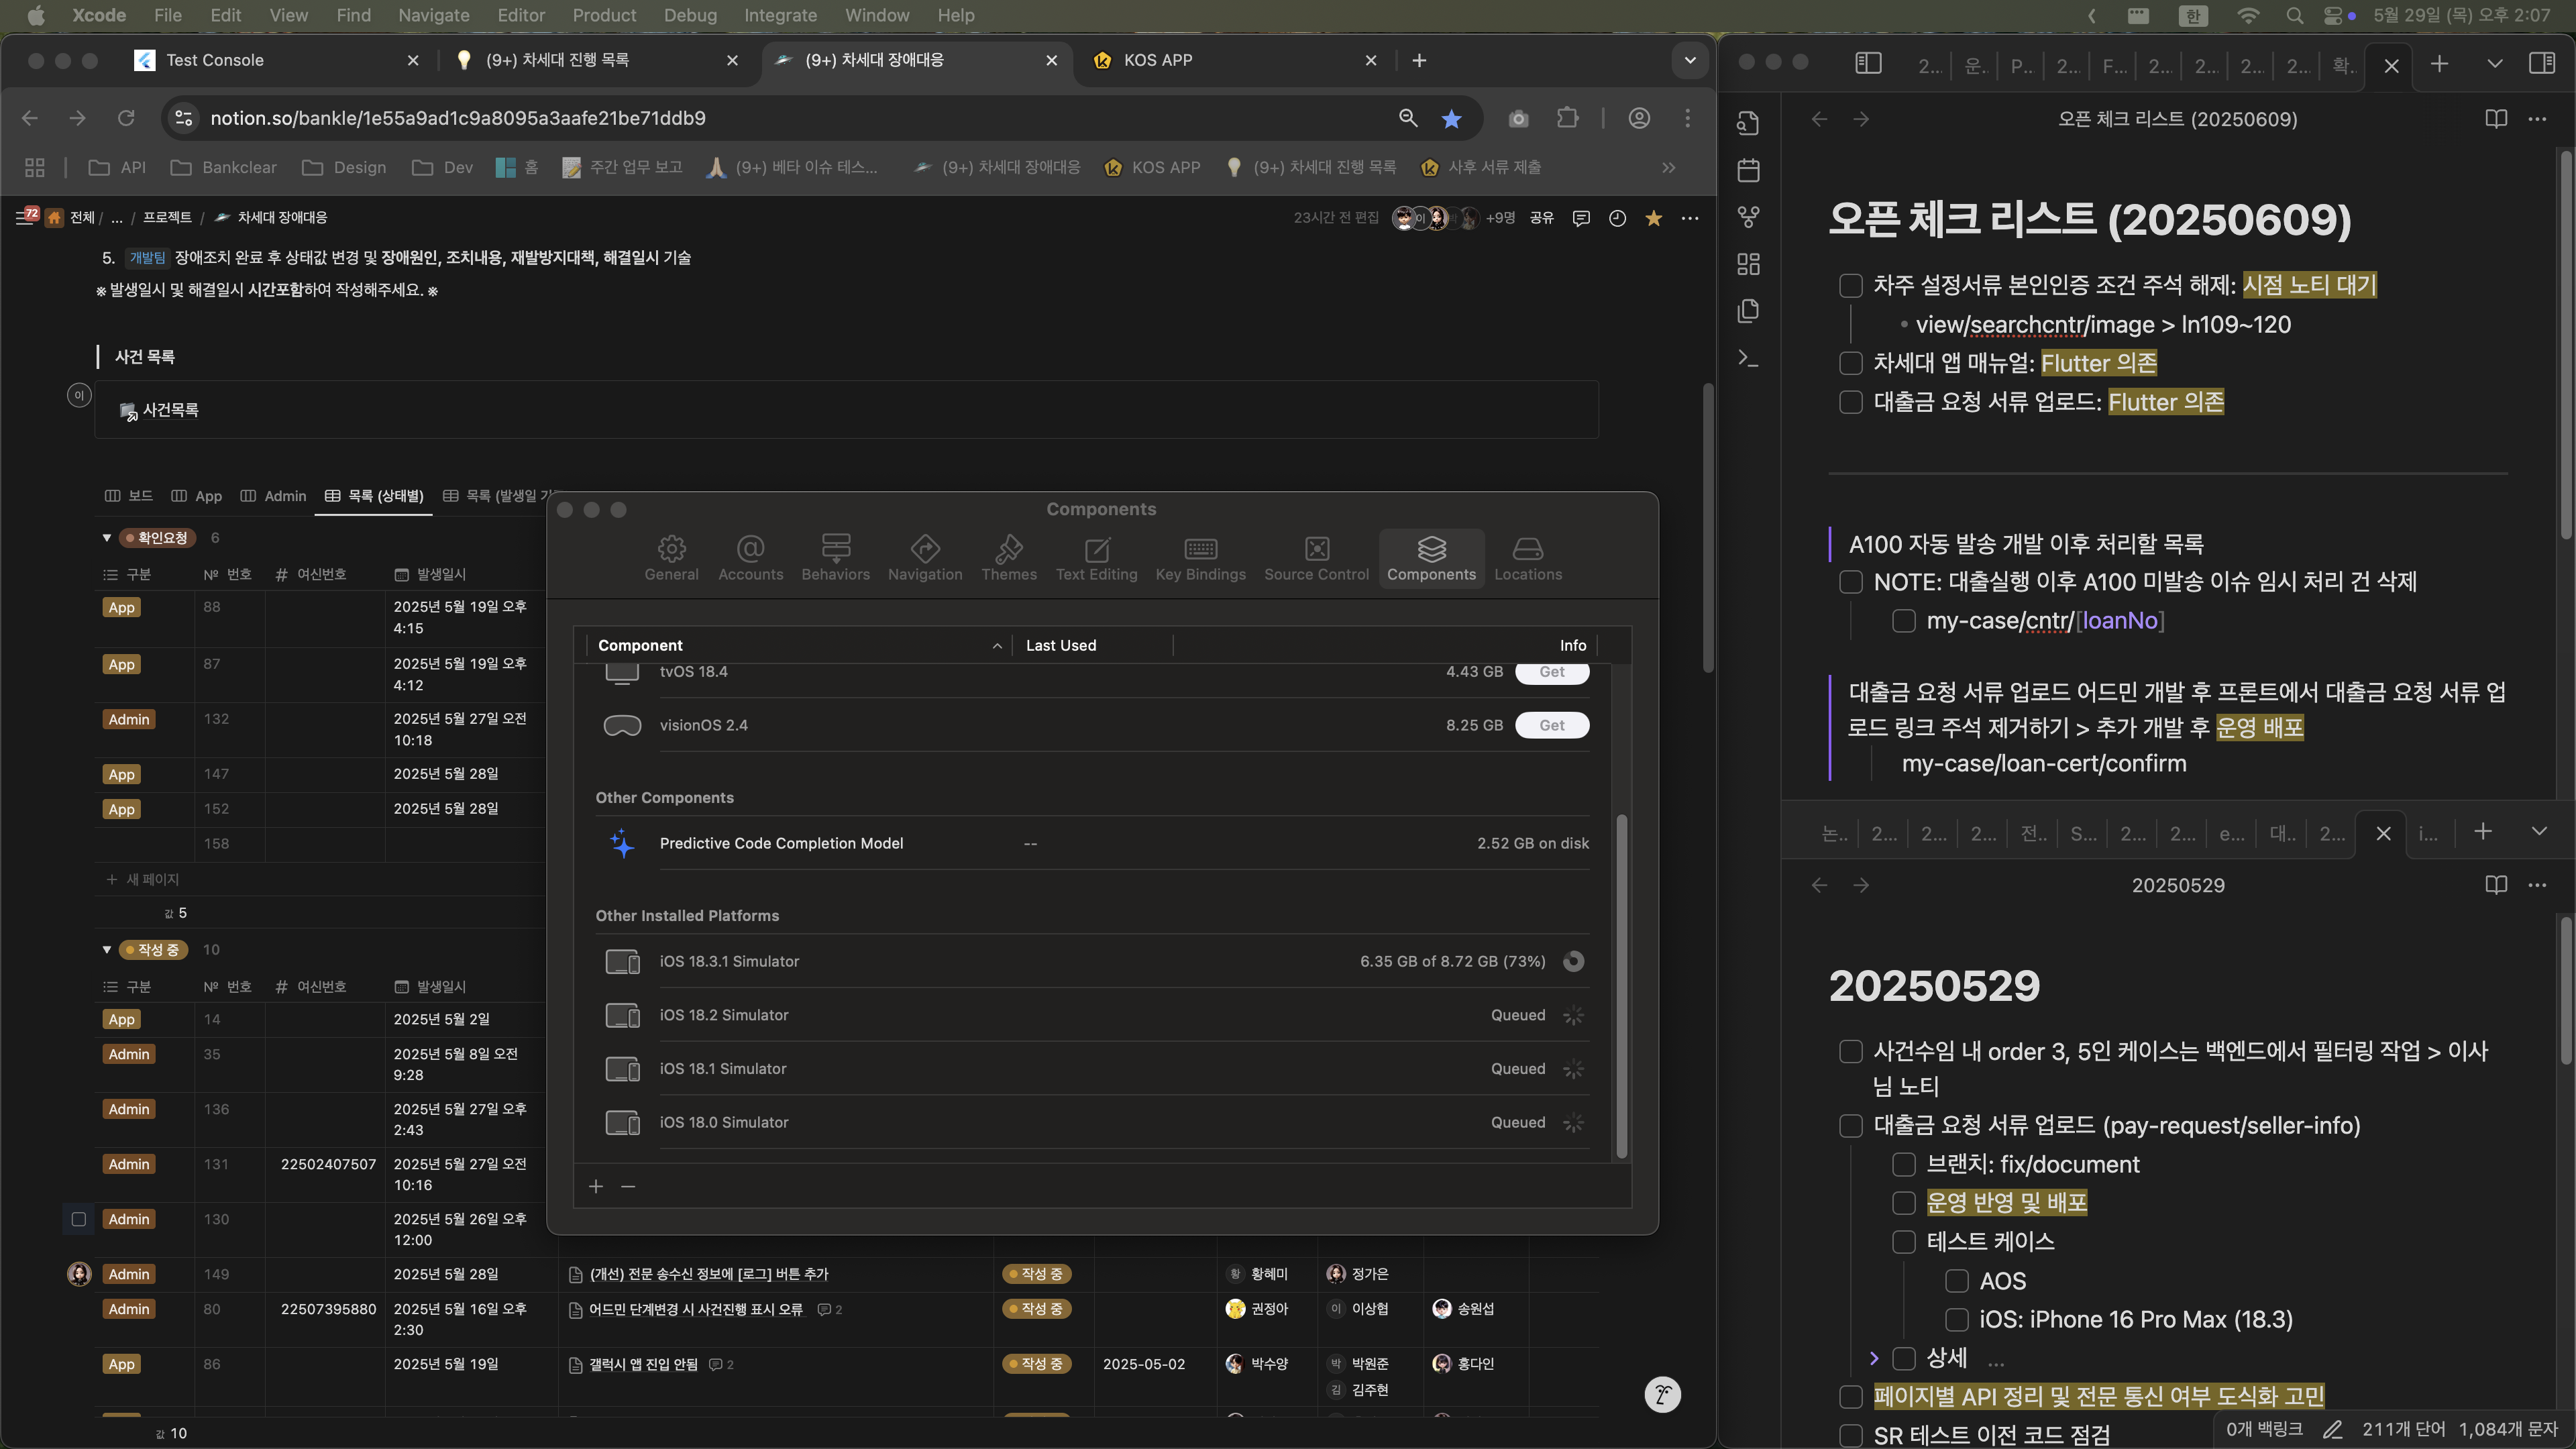 Xcode File Edit View Find Navigate Editor Product Debug Integrate Window Help
한 5월 29일 (목) 오후 2:07
Test Console
(9+) 차세대 진행 목록
(9+) 차세대 장애대응
KOS APP
notion.so/bankle/1e55a9ad1c9a8095a3aafe21be71ddb9
API Bankclear Design Dev 홈 주간 업무 보고 (9+) 베타 이슈 테스... (9+) 차세대 장애대응 KOS APP (9+) 차세대 진행 목록 사후 서류 제출
72 전체 / ... / 프로젝트 / 차세대 장애대응
23시간 전 편집 +9명 공유
5. 개발팀 장애조치 완료 후 상태값 변경 및 장애원인, 조치내용, 재발방지대책, 해결일시 기술
※ 발생일시 및 해결일시 시간포함하여 작성해주세요. ※
사건 목록
이
사건목록
보드 App Admin 목록 (상태별) 목록 (발생일
확인요청 6
구분 № 번호 # 여신번호 발생일시
App 88 2025년 5월 19일 오후 4:15
App 87 2025년 5월 19일 오후 4:12
Admin 132 2025년 5월 27일 오전 10:18
App 147 2025년 5월 28일
App 152 2025년 5월 28일
158
+ 새 페이지
값 5
작성 중 10
구분 № 번호 # 여신번호 발생일시
App 14 2025년 5월 2일
Admin 35 2025년 5월 8일 오전 9:28
Admin 136 2025년 5월 27일 오후 2:43
Admin 131 22502407507 2025년 5월 27일 오전 10:16
Admin 130 2025년 5월 26일 오후 12:00
Admin 149 2025년 5월 28일 (개선) 전문 송수신 정보에 [로그] 버튼 추가 작성 중 황 황혜미 정가은
Admin 80 22507395880 2025년 5월 16일 오후 2:30 어드민 단계변경 시 사건진행 표시 오류 2 작성 중 권정아 이 이상협 송원섭
App 86 2025년 5월 19일 갤럭시 앱 진입 안됨 2 작성 중 2025-05-02 박수양 박 박원준 홍다인
김 김주현
값 10
Components
General Accounts Behaviors Navigation Themes Text Editing Key Bindings Source Control Components Locations
Component Last Used Info
tvOS 18.4 4.43 GB Get
visionOS 2.4 8.25 GB Get
Other Components
Predictive Code Completion Model -- 2.52 GB on disk
Other Installed Platforms
iOS 18.3.1 Simulator 6.35 GB of 8.72 GB (73%)
iOS 18.2 Simulator Queued
iOS 18.1 Simulator Queued
iOS 18.0 Simulator Queued
+ −
2... 운.. P... 2... F... 2... 2... 2... 2... 확..
오픈 체크 리스트 (20250609)
오픈 체크 리스트 (20250609)
차주 설정서류 본인인증 조건 주석 해제: 시점 노티 대기
view/searchcntr/image > ln109~120
차세대 앱 매뉴얼: Flutter 의존
대출금 요청 서류 업로드: Flutter 의존
A100 자동 발송 개발 이후 처리할 목록
NOTE: 대출실행 이후 A100 미발송 이슈 임시 처리 건 삭제
my-case/cntr/[loanNo]
대출금 요청 서류 업로드 어드민 개발 후 프론트에서 대출금 요청 서류 업
로드 링크 주석 제거하기 > 추가 개발 후 운영 배포
my-case/loan-cert/confirm
논.. 2... 2... 2... 전.. S... 2... 2... e... 대.. 2... i...
20250529
20250529
사건수임 내 order 3, 5인 케이스는 백엔드에서 필터링 작업 > 이사
님 노티
대출금 요청 서류 업로드 (pay-request/seller-info)
브랜치: fix/document
운영 반영 및 배포
테스트 케이스
AOS
iOS: iPhone 16 Pro Max (18.3)
상세 ...
페이지별 API 정리 및 전문 통신 여부 도식화 고민
SR 테스트 이전 코드 점검
0개 백링크 211개 단어 1,084개 문자